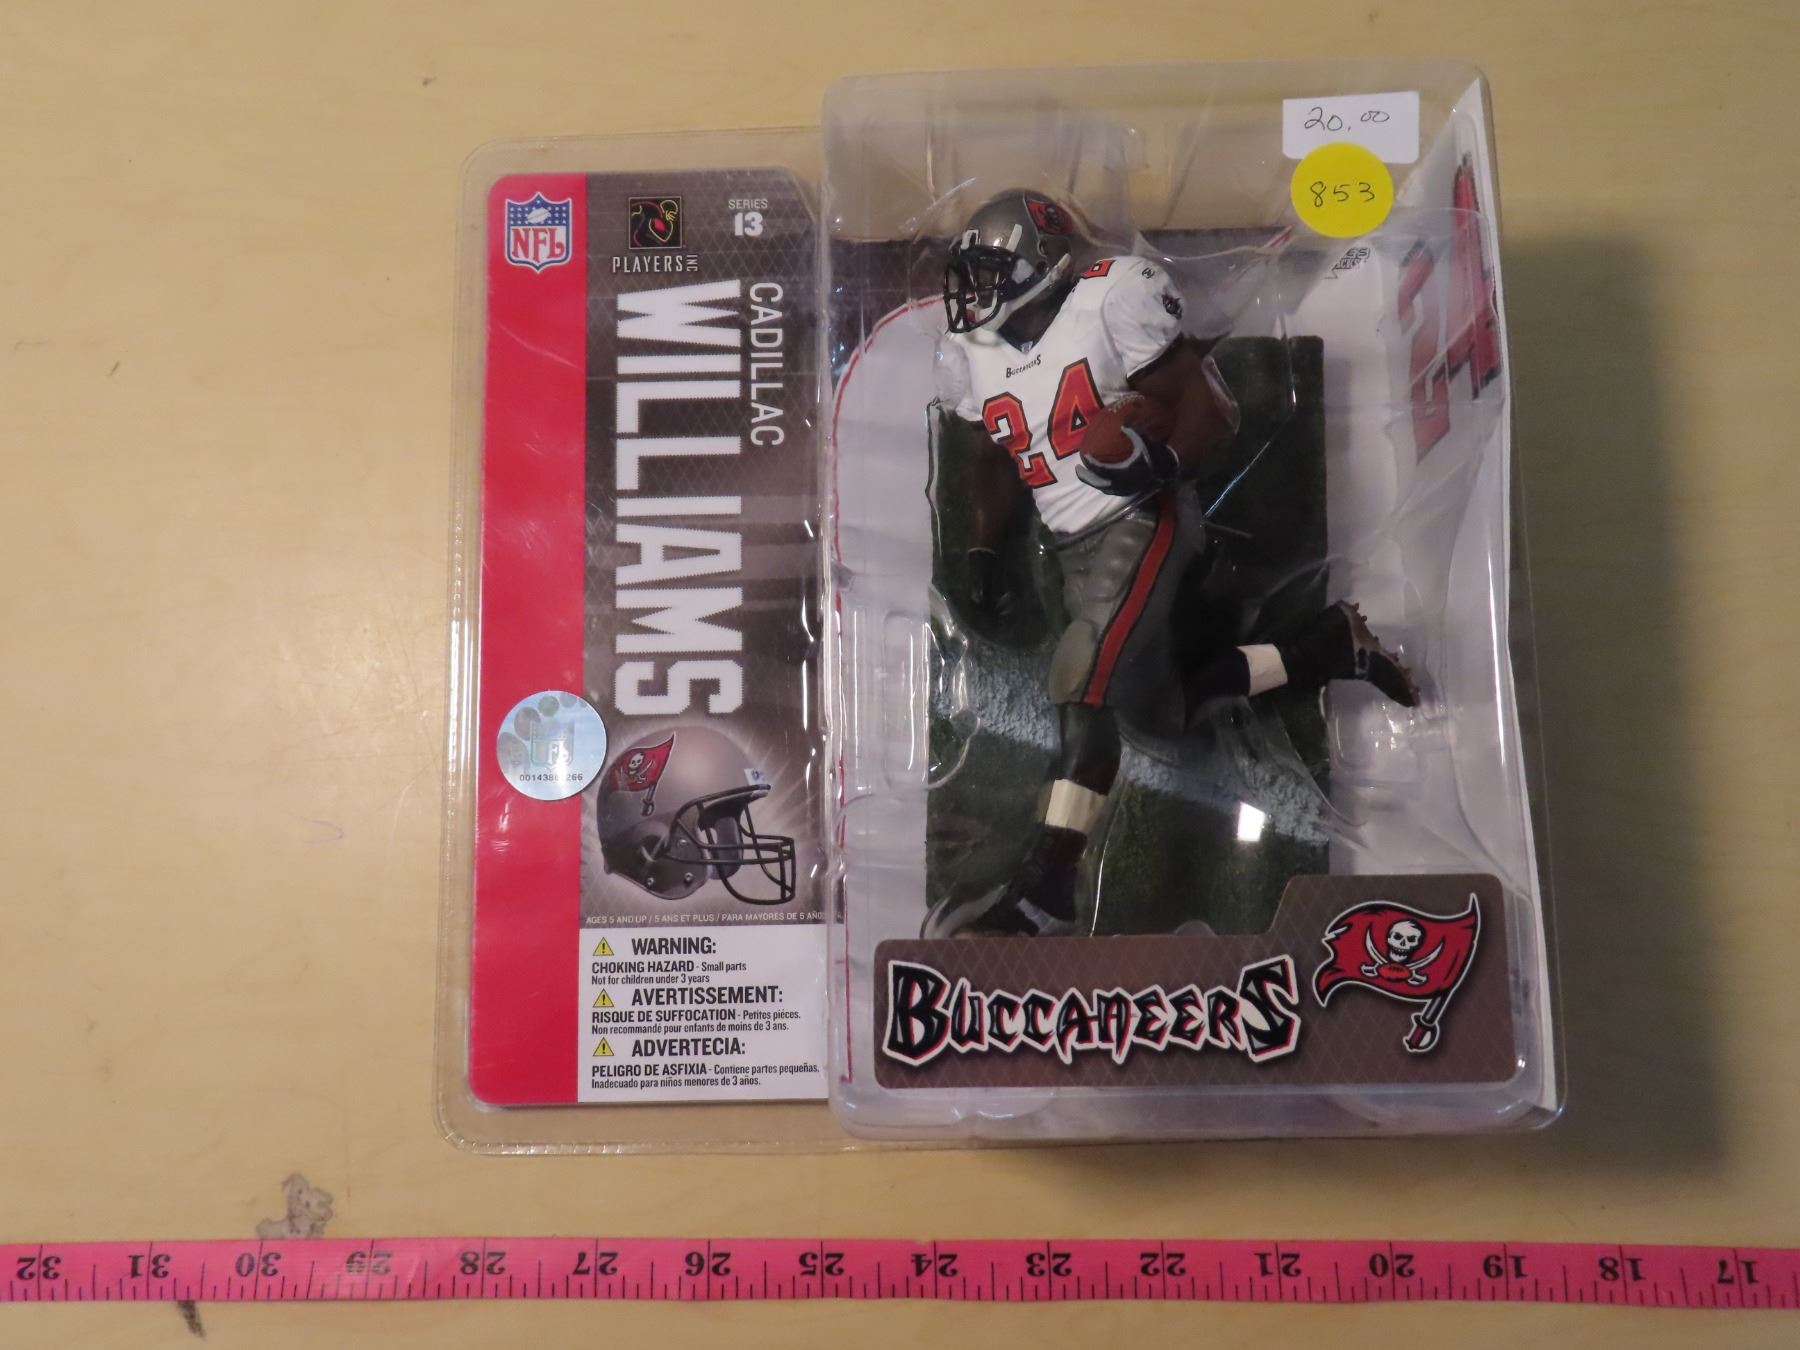 20.00
853
NFL
PLAYERS INC
SERIES
13
CADILLAC
WILLIAMS
BUCCANEERS
24
24
NFL
AGES 5 AND UP / 5 ANS ET PLUS / PARA MAYORES DE 5 AÑOS
WARNING:
CHOKING HAZARD - Small parts
Not for children under 3 years
AVERTISSEMENT:
RISQUE DE SUFFOCATION - Petites pièces.
Non recommandé pour enfants de moins de 3 ans.
ADVERTECIA:
PELIGRO DE ASFIXIA - Contiene partes pequeñas.
Inadecuado para niños menores de 3 años.
BUCCANEERS
32 31 30 29 28 27 26 25 24 23 22 21 20 19 18 17